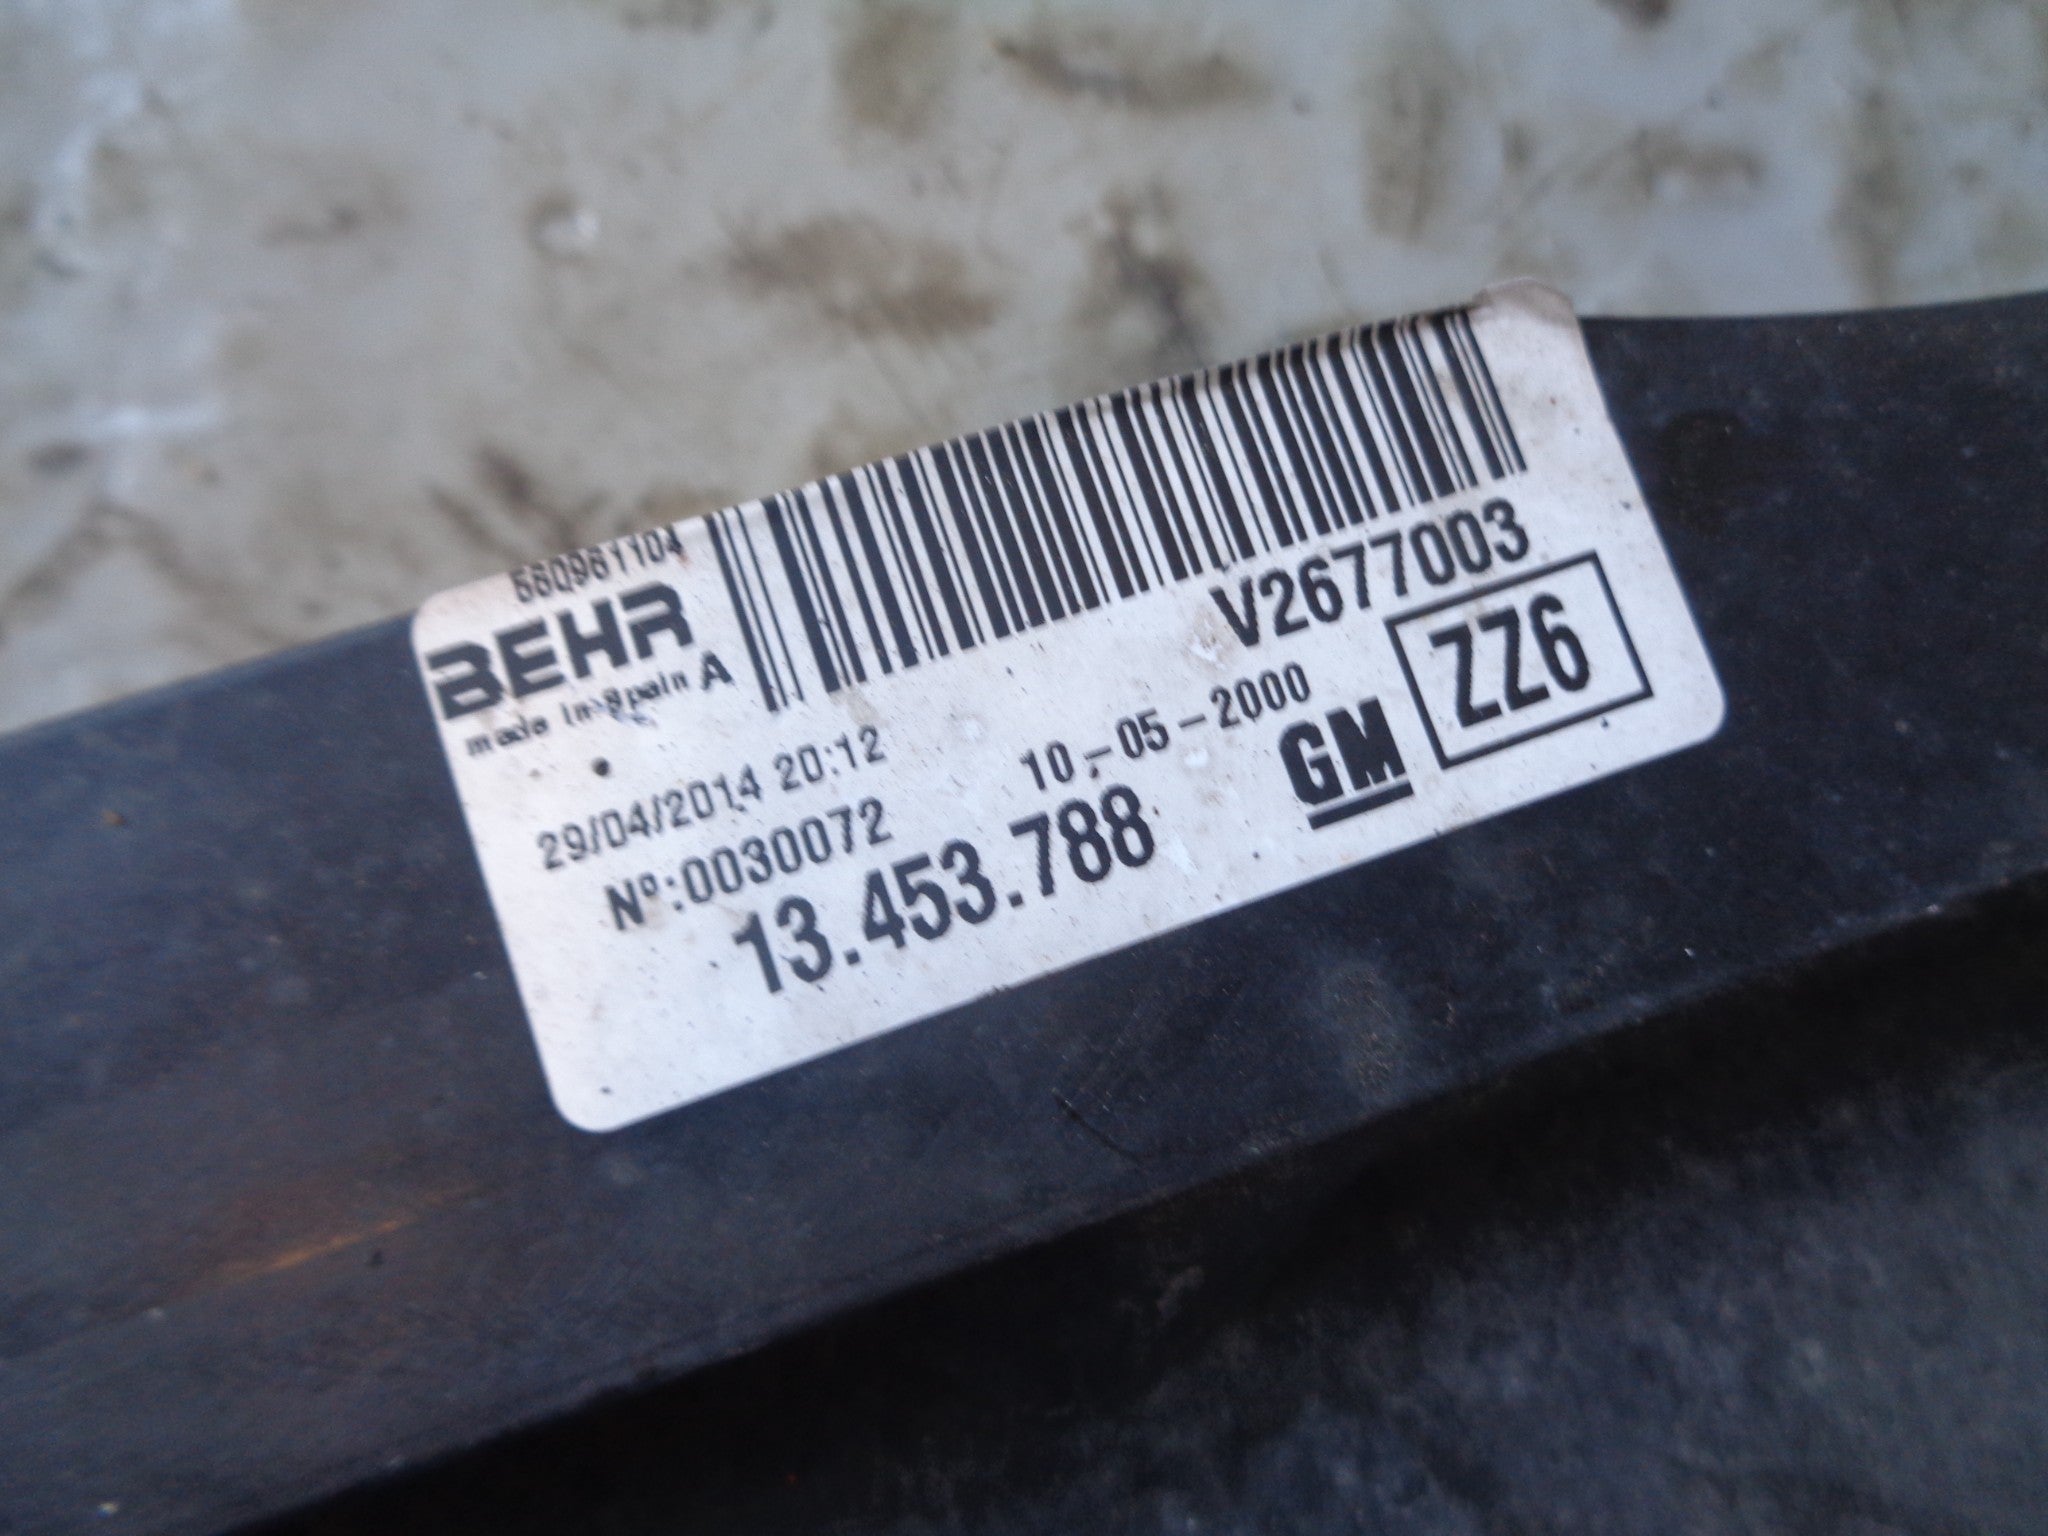 560961104
BEHR
made in Spain A
V2677003
ZZ6
29/04/2014 20:12
10-05-2000
GM
Nº:0030072
13.453.788